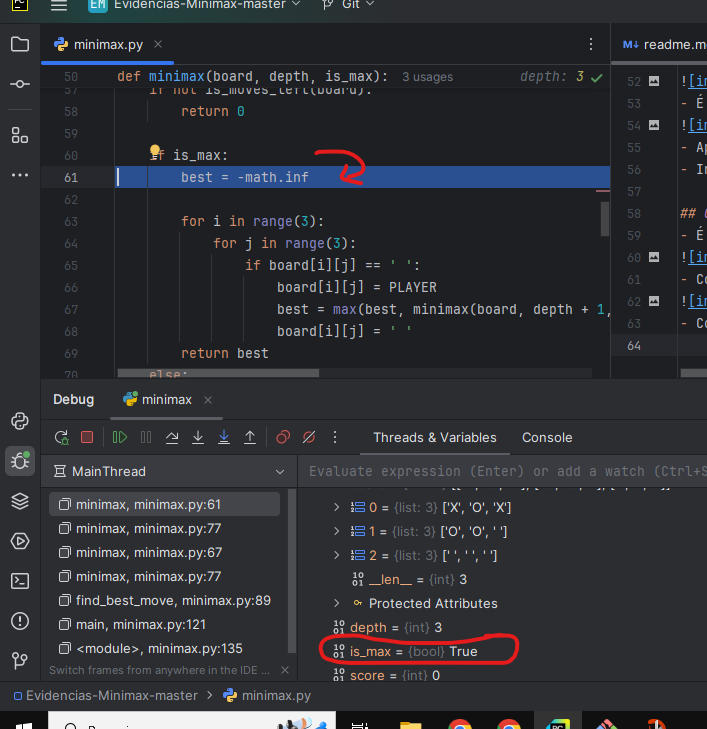 PC
EM Evidencias-Minimax-master
Git
minimax.py
M↓ readme.m
50 def minimax(board, depth, is_max): 3 usages depth: 3
57 if not is_moves_left(board):
58 return 0
59
60 if is_max:
61 best = -math.inf
62
63 for i in range(3):
64 for j in range(3):
65 if board[i][j] == ' ':
66 board[i][j] = PLAYER
67 best = max(best, minimax(board, depth + 1,
68 board[i][j] = ' '
69 return best
70 else:
52 ![i
53 - É
54 ![i
55 - Ap
56 - In
57
58 ## 
59 - É
60 ![i
61 - Co
62 ![i
63 - Co
64
Debug
minimax
Threads & Variables
Console
MainThread
Evaluate expression (Enter) or add a watch (Ctrl+S
minimax, minimax.py:61
minimax, minimax.py:77
minimax, minimax.py:67
minimax, minimax.py:77
find_best_move, minimax.py:89
main, minimax.py:121
<module>, minimax.py:135
Switch frames from anywhere in the IDE ...
0 = {list: 3} ['X', 'O', 'X']
1 = {list: 3} ['O', 'O', ' ']
2 = {list: 3} [' ', ' ', ' ']
__len__ = {int} 3
Protected Attributes
depth = {int} 3
is_max = {bool} True
score = {int} 0
Evidencias-Minimax-master > minimax.py